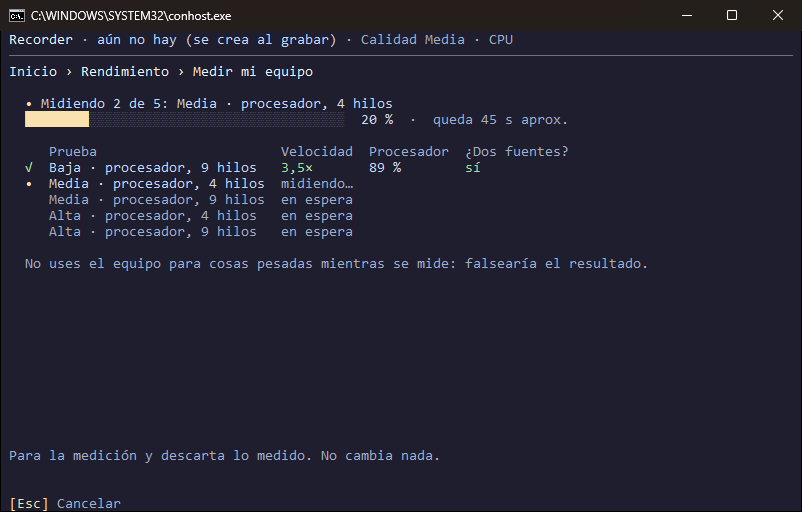 C:\WINDOWS\SYSTEM32\conhost.exe
Recorder · aún no hay (se crea al grabar) · Calidad Media · CPU
Inicio › Rendimiento › Medir mi equipo
• Midiendo 2 de 5: Media · procesador, 4 hilos
20 % · queda 45 s aprox.
Prueba Velocidad Procesador ¿Dos fuentes?
√ Baja · procesador, 9 hilos 3,5× 89 % sí
• Media · procesador, 4 hilos midiendo…
Media · procesador, 9 hilos en espera
Alta · procesador, 4 hilos en espera
Alta · procesador, 9 hilos en espera
No uses el equipo para cosas pesadas mientras se mide: falsearía el resultado.
Para la medición y descarta lo medido. No cambia nada.
[Esc] Cancelar